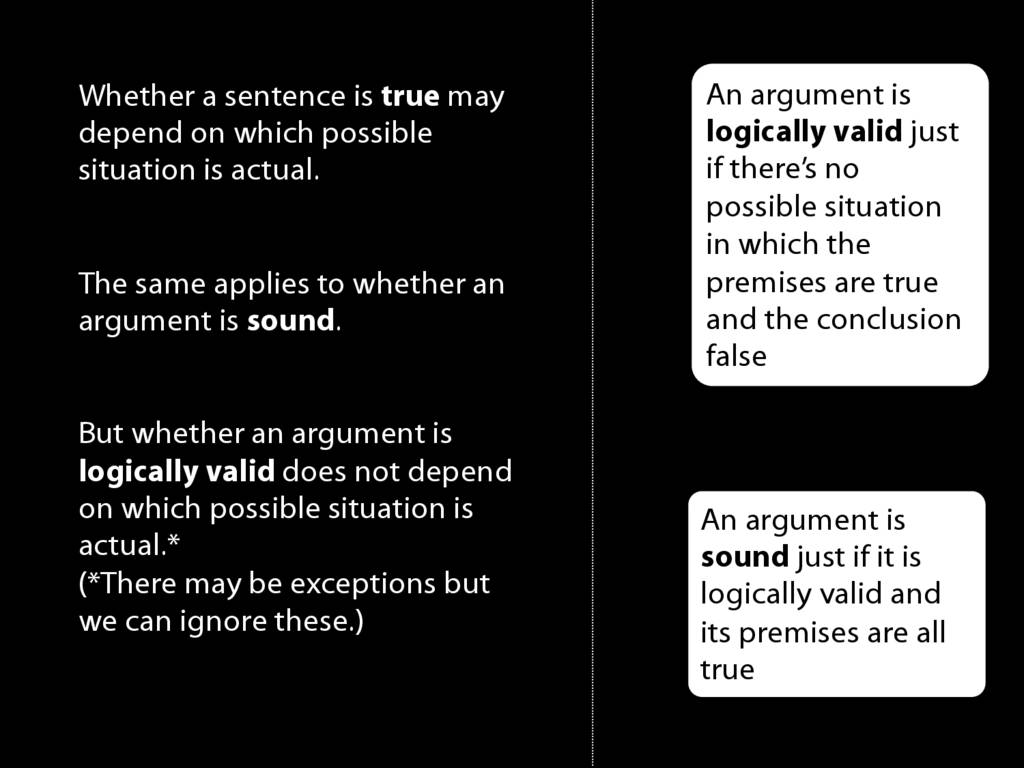 Whether a sentence is true may
depend on which possible
situation is actual.
The same applies to whether an
argument is sound.
But whether an argument is
logically valid does not depend
on which possible situation is
actual.*
(*There may be exceptions but
we can ignore these.)
An argument is
logically valid just
if there’s no
possible situation
in which the
premises are true
and the conclusion
false
An argument is
sound just if it is
logically valid and
its premises are all
true